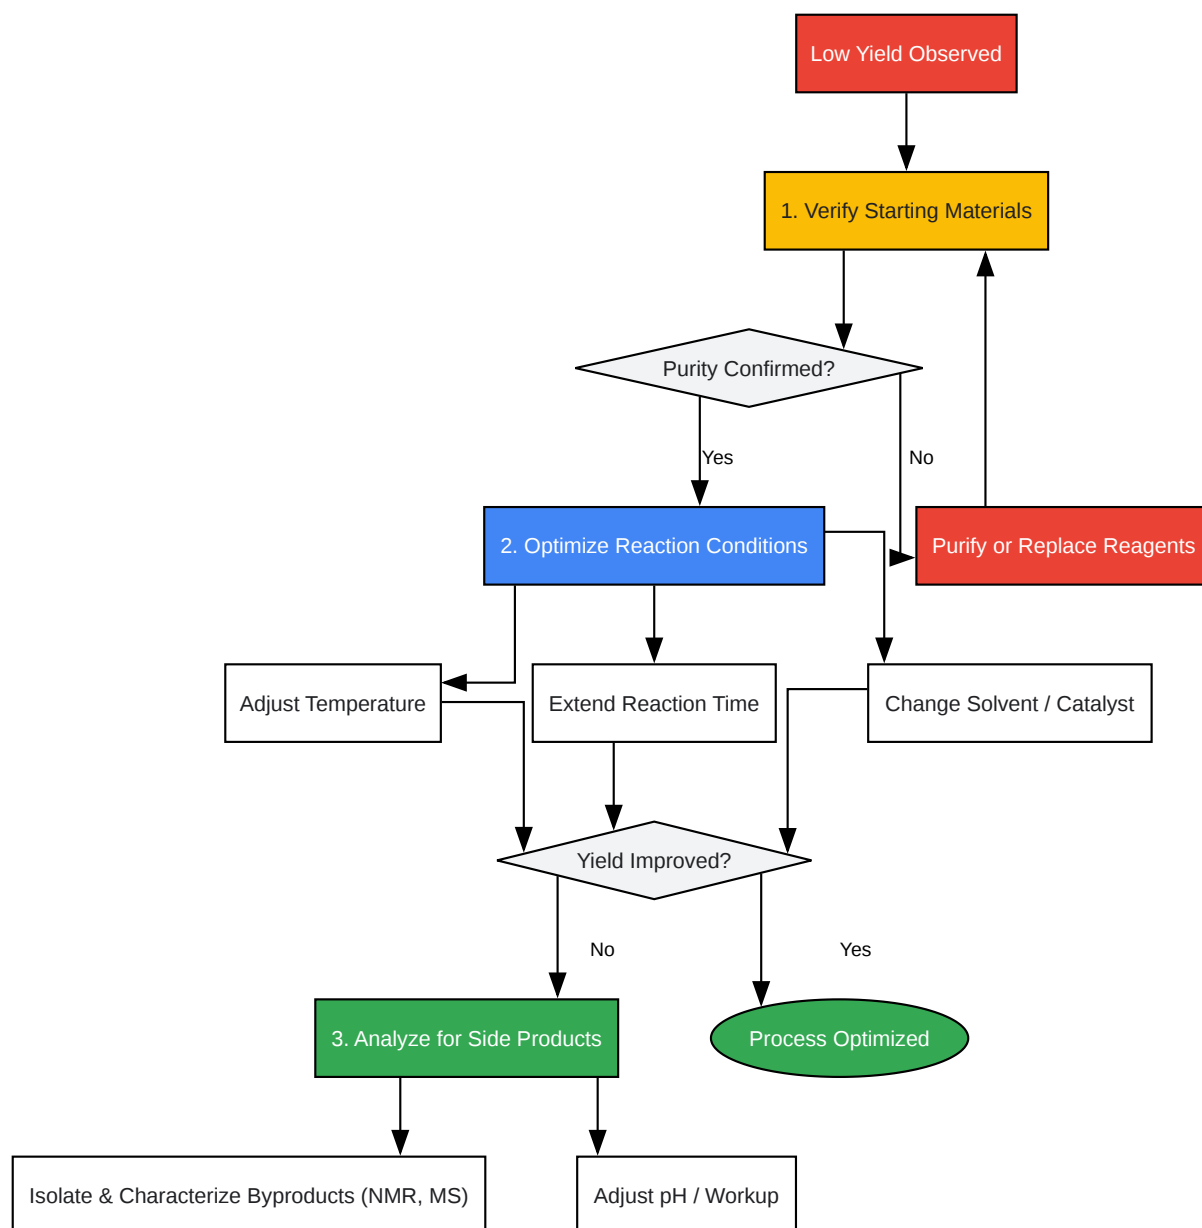 Low Yield Observed
1. Verify Starting Materials
Purity Confirmed?
Yes
No
2. Optimize Reaction Conditions
Purify or Replace Reagents
Adjust Temperature
Extend Reaction Time
Change Solvent / Catalyst
Yield Improved?
No
Yes
3. Analyze for Side Products
Process Optimized
Isolate & Characterize Byproducts (NMR, MS)
Adjust pH / Workup